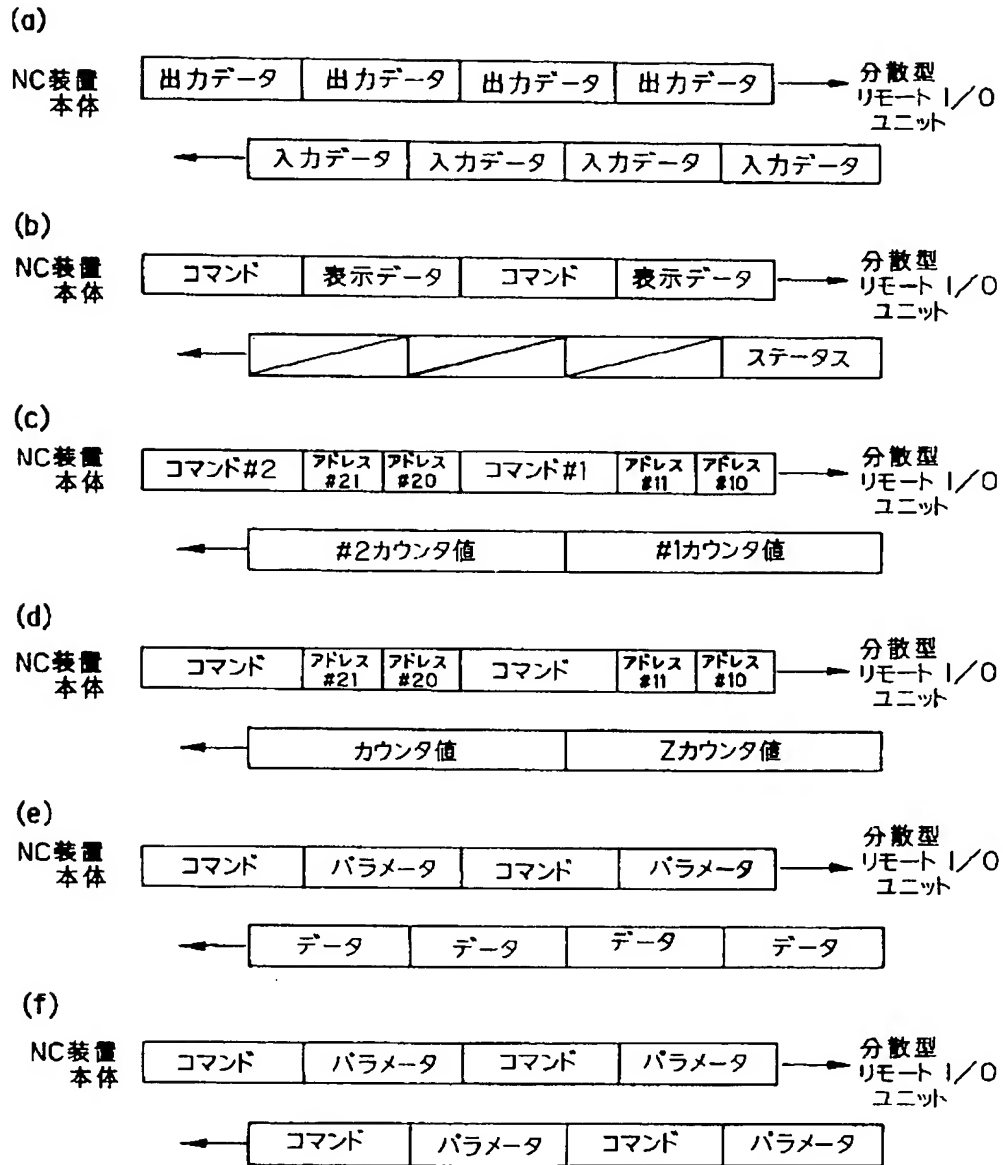 (a)
NC装置
本体
出力データ 出力データ 出力データ 出力データ
分散型
リモート I/O
ユニット
入力データ 入力データ 入力データ 入力データ
(b)
NC装置
本体
コマンド 表示データ コマンド 表示データ
分散型
リモート I/O
ユニット
ステータス
(c)
NC装置
本体
コマンド#2 アドレス #21 アドレス #20 コマンド#1 アドレス #11 アドレス #10
分散型
リモート I/O
ユニット
#2カウンタ値 #1カウンタ値
(d)
NC装置
本体
コマンド アドレス #21 アドレス #20 コマンド アドレス #11 アドレス #10
分散型
リモート I/O
ユニット
カウンタ値 Zカウンタ値
(e)
NC装置
本体
コマンド パラメータ コマンド パラメータ
分散型
リモート I/O
ユニット
データ データ データ データ
(f)
NC装置
本体
コマンド パラメータ コマンド パラメータ
分散型
リモート I/O
ユニット
コマンド パラメータ コマンド パラメータ